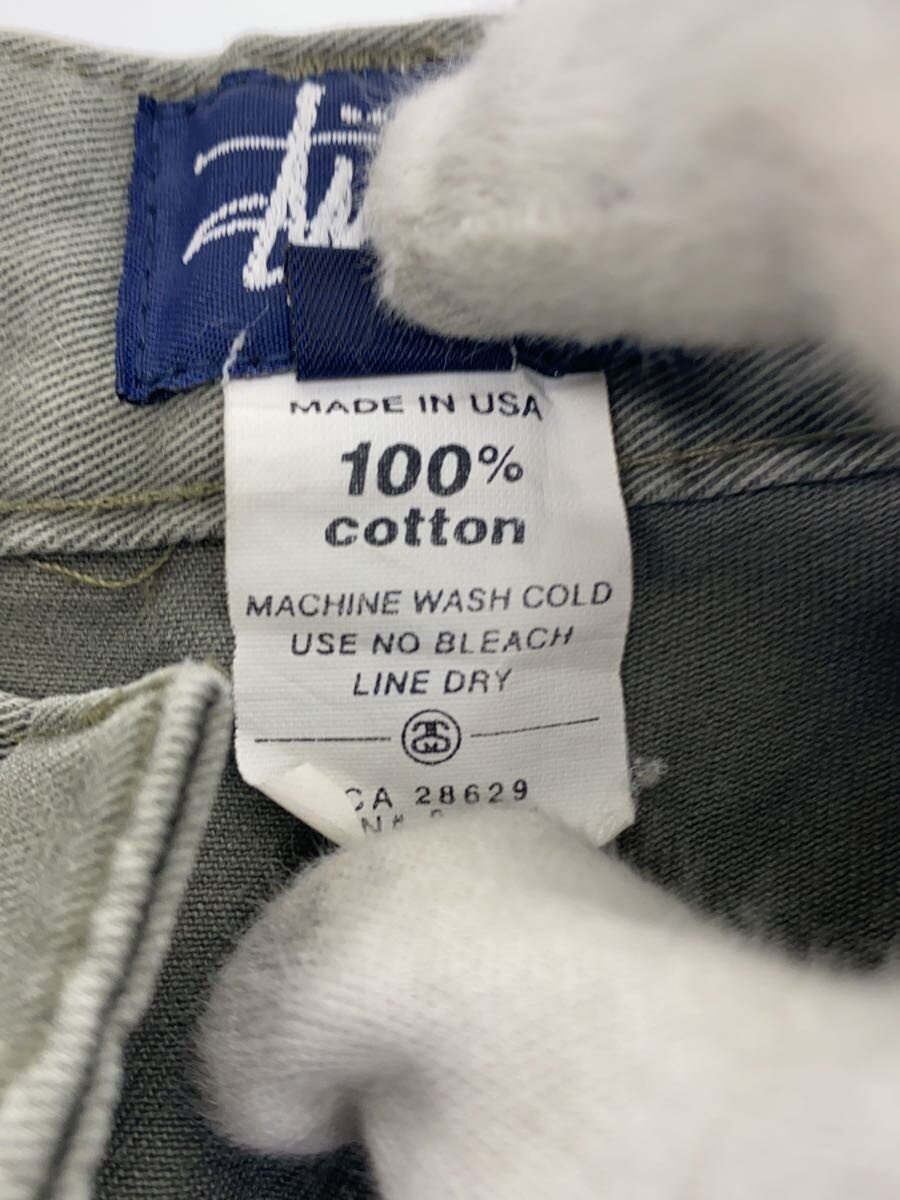 MADE IN USA
100%
cotton
MACHINE WASH COLD
USE NO BLEACH
LINE DRY
CA 28629